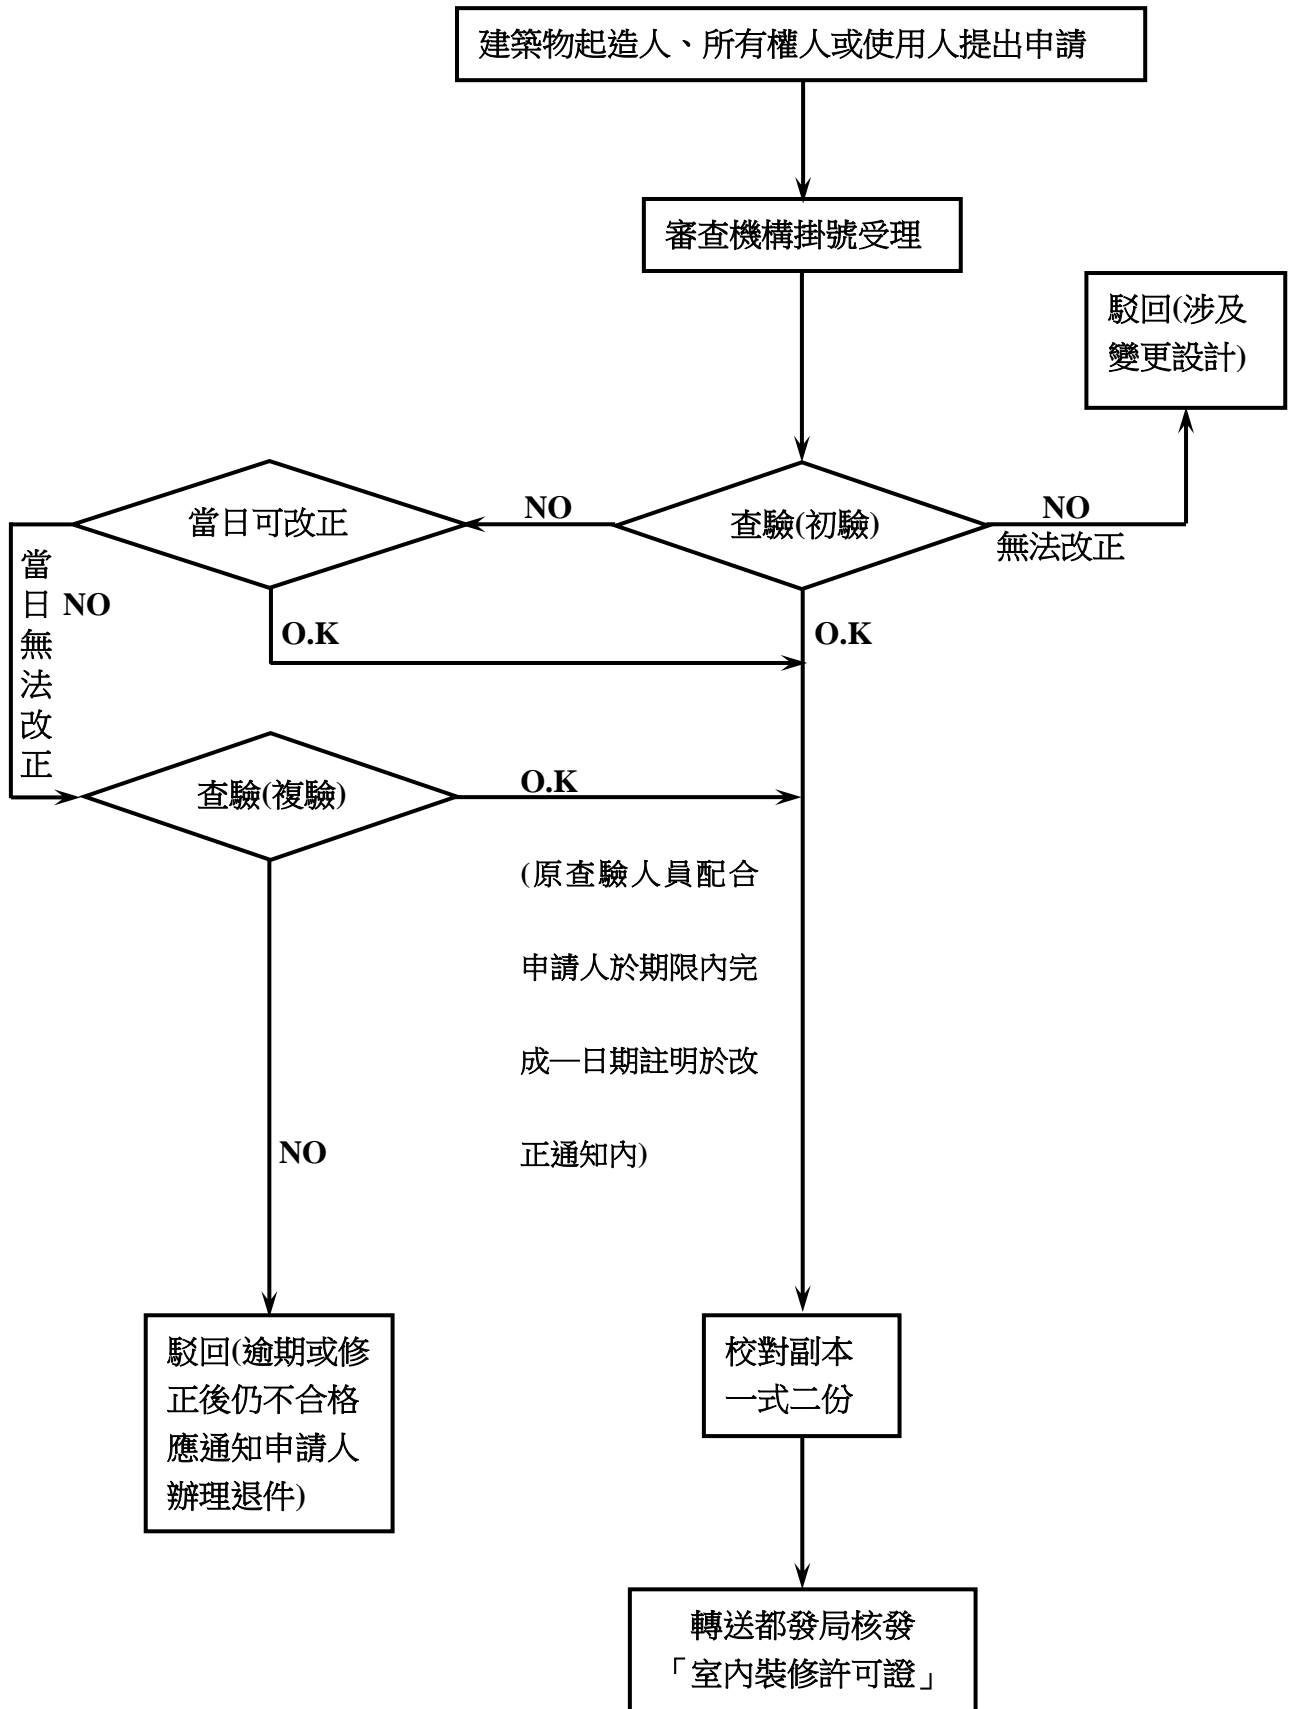 建築物起造人、所有權人或使用人提出申請
審查機構掛號受理
駁回(涉及
變更設計)
當日可改正
NO
查驗(初驗)
NO
無法改正
當日無法改正
NO
O.K
O.K
查驗(複驗)
O.K
(原查驗人員配合
申請人於期限內完
成—日期註明於改
正通知內)
NO
駁回(逾期或修
正後仍不合格
應通知申請人
辦理退件)
校對副本
一式二份
轉送都發局核發
「室內裝修許可證」